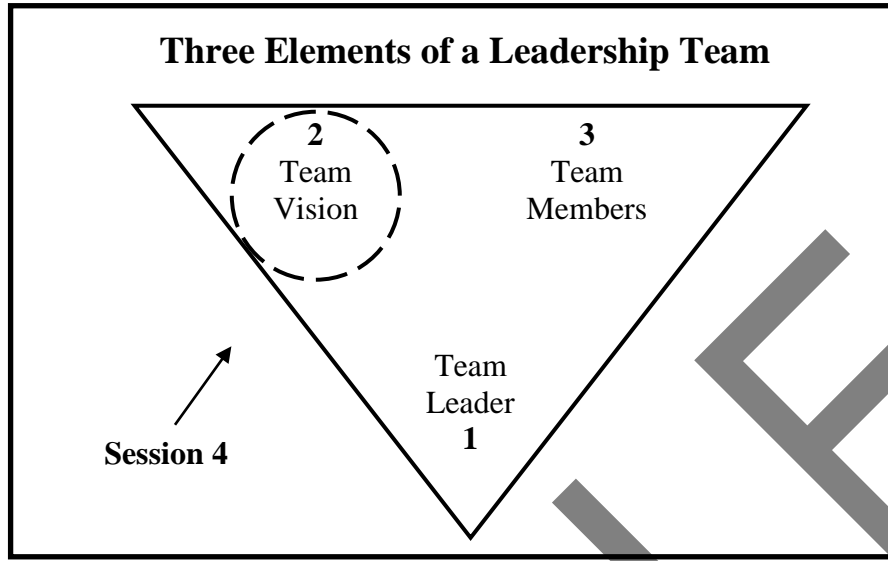 Three Elements of a Leadership Team
2
Team
Vision
3
Team
Members
Team
Leader
1
Session 4